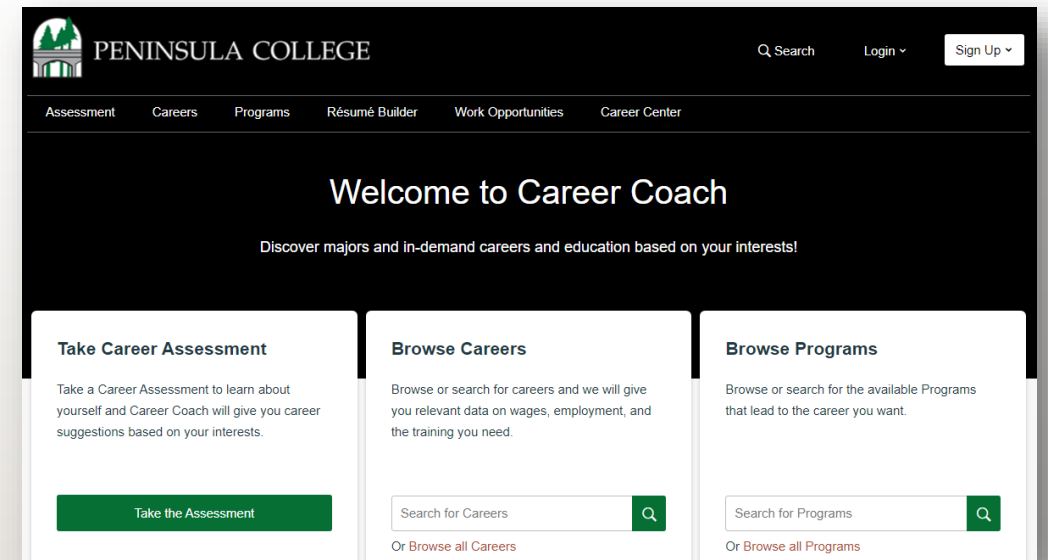 PENINSULA COLLEGE
Search
Login
Sign Up
Assessment
Careers
Programs
Résumé Builder
Work Opportunities
Career Center
Welcome to Career Coach
Discover majors and in-demand careers and education based on your interests!
Take Career Assessment
Take a Career Assessment to learn about
yourself and Career Coach will give you career
suggestions based on your interests.
Take the Assessment
Browse Careers
Browse or search for careers and we will give
you relevant data on wages, employment, and
the training you need.
Search for Careers
Or Browse all Careers
Browse Programs
Browse or search for the available Programs
that lead to the career you want.
Search for Programs
Or Browse all Programs